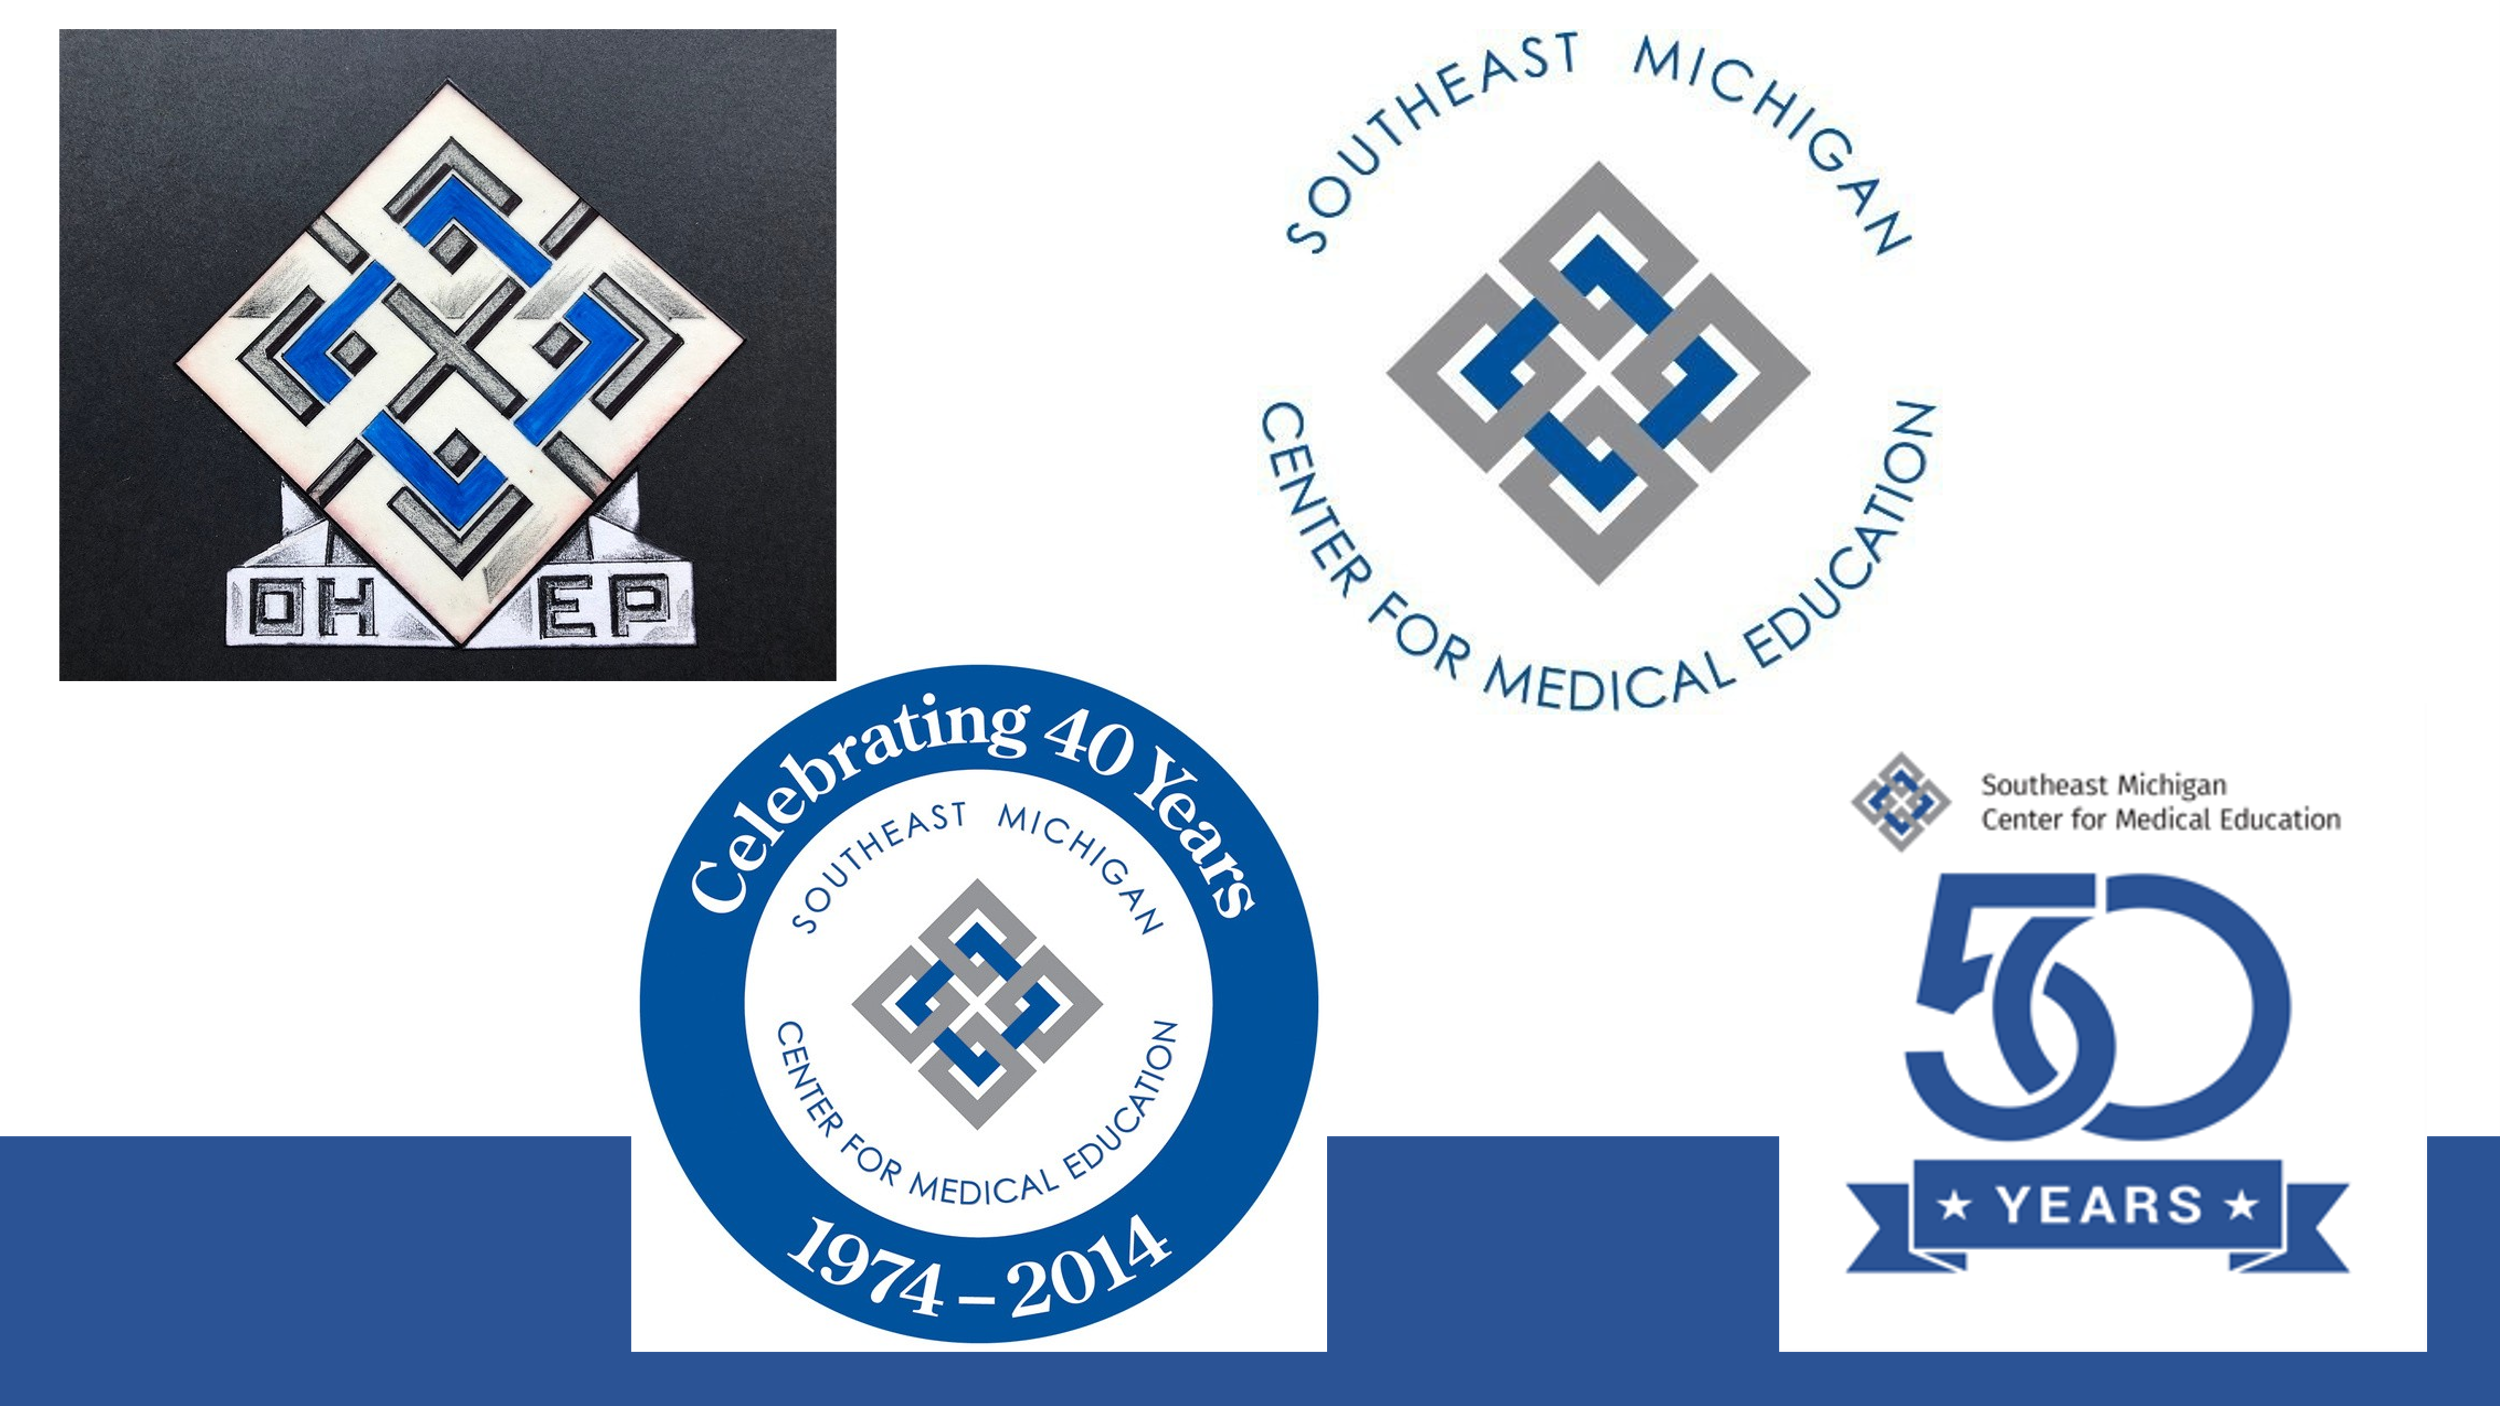 OH EP
SOUTHEAST MICHIGAN
CENTER FOR MEDICAL EDUCATION
Celebrating 40 Years
SOUTHEAST MICHIGAN
CENTER FOR MEDICAL EDUCATION
1974 – 2014
Southeast Michigan
Center for Medical Education
50
★ YEARS ★